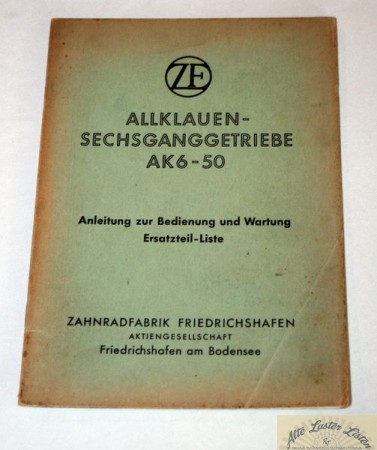 ZF
ALLKLAUEN-
SECHSGANGGETRIEBE
AK6-50
Anleitung zur Bedienung und Wartung
Ersatzteil-Liste
ZAHNRADFABRIK FRIEDRICHSHAFEN
AKTIENGESELLSCHAFT
Friedrichshafen am Bodensee
Alte Laster Listen